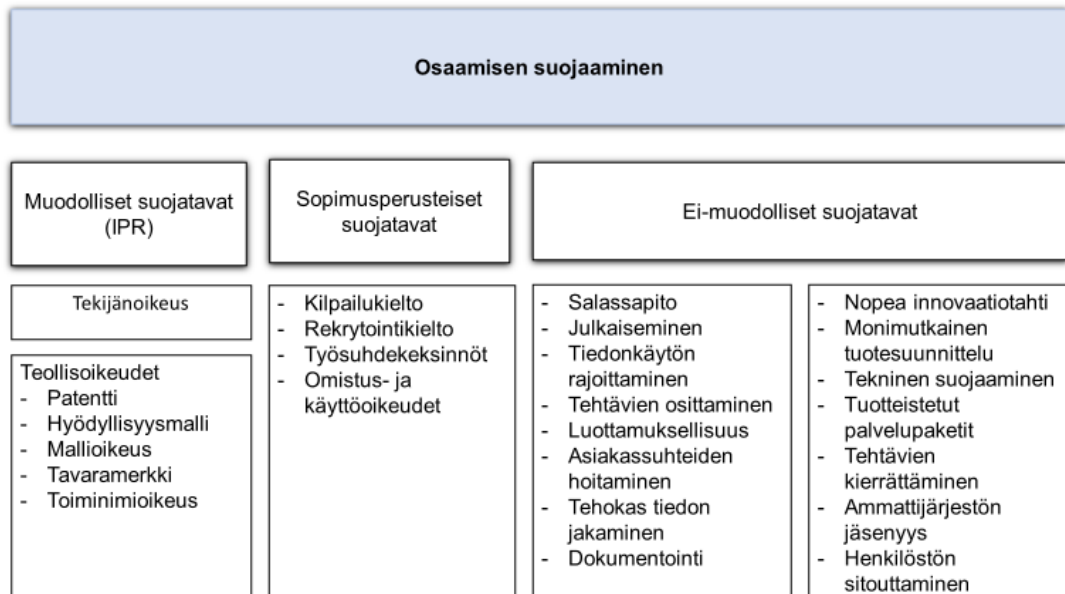 Osaamisen suojaaminen
Muodolliset suojatavat
(IPR)
Sopimusperusteiset
suojatavat
Ei-muodolliset suojatavat
Tekijänoikeus
Teollisoikeudet
- Patentti
- Hyödyllisyysmalli
- Mallioikeus
- Tavaramerkki
- Toiminimioikeus
- Kilpailukielto
- Rekrytointikielto
- Työsuhdekeksinnöt
- Omistus- ja
käyttöoikeudet
- Salassapito
- Julkaiseminen
- Tiedonkäytön
rajoittaminen
- Tehtävien osittaminen
- Luottamuksellisuus
- Asiakassuhteiden
hoitaminen
- Tehokas tiedon
jakaminen
- Dokumentointi
- Nopea innovaatiotahti
- Monimutkainen
tuotesuunnittelu
- Tekninen suojaaminen
- Tuotteistetut
palvelupaketit
- Tehtävien
kierrättäminen
- Ammattijärjestön
jäsenyys
- Henkilöstön
sitouttaminen